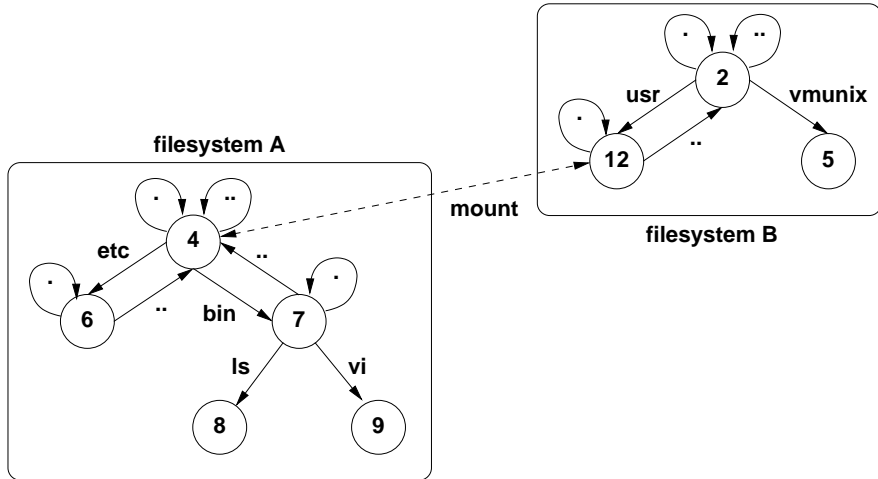 . ..
2
usr vmunix
.
12 .. 5
filesystem A
. ..
mount
filesystem B
4
etc ..
. .
6 .. bin 7
ls vi
8 9